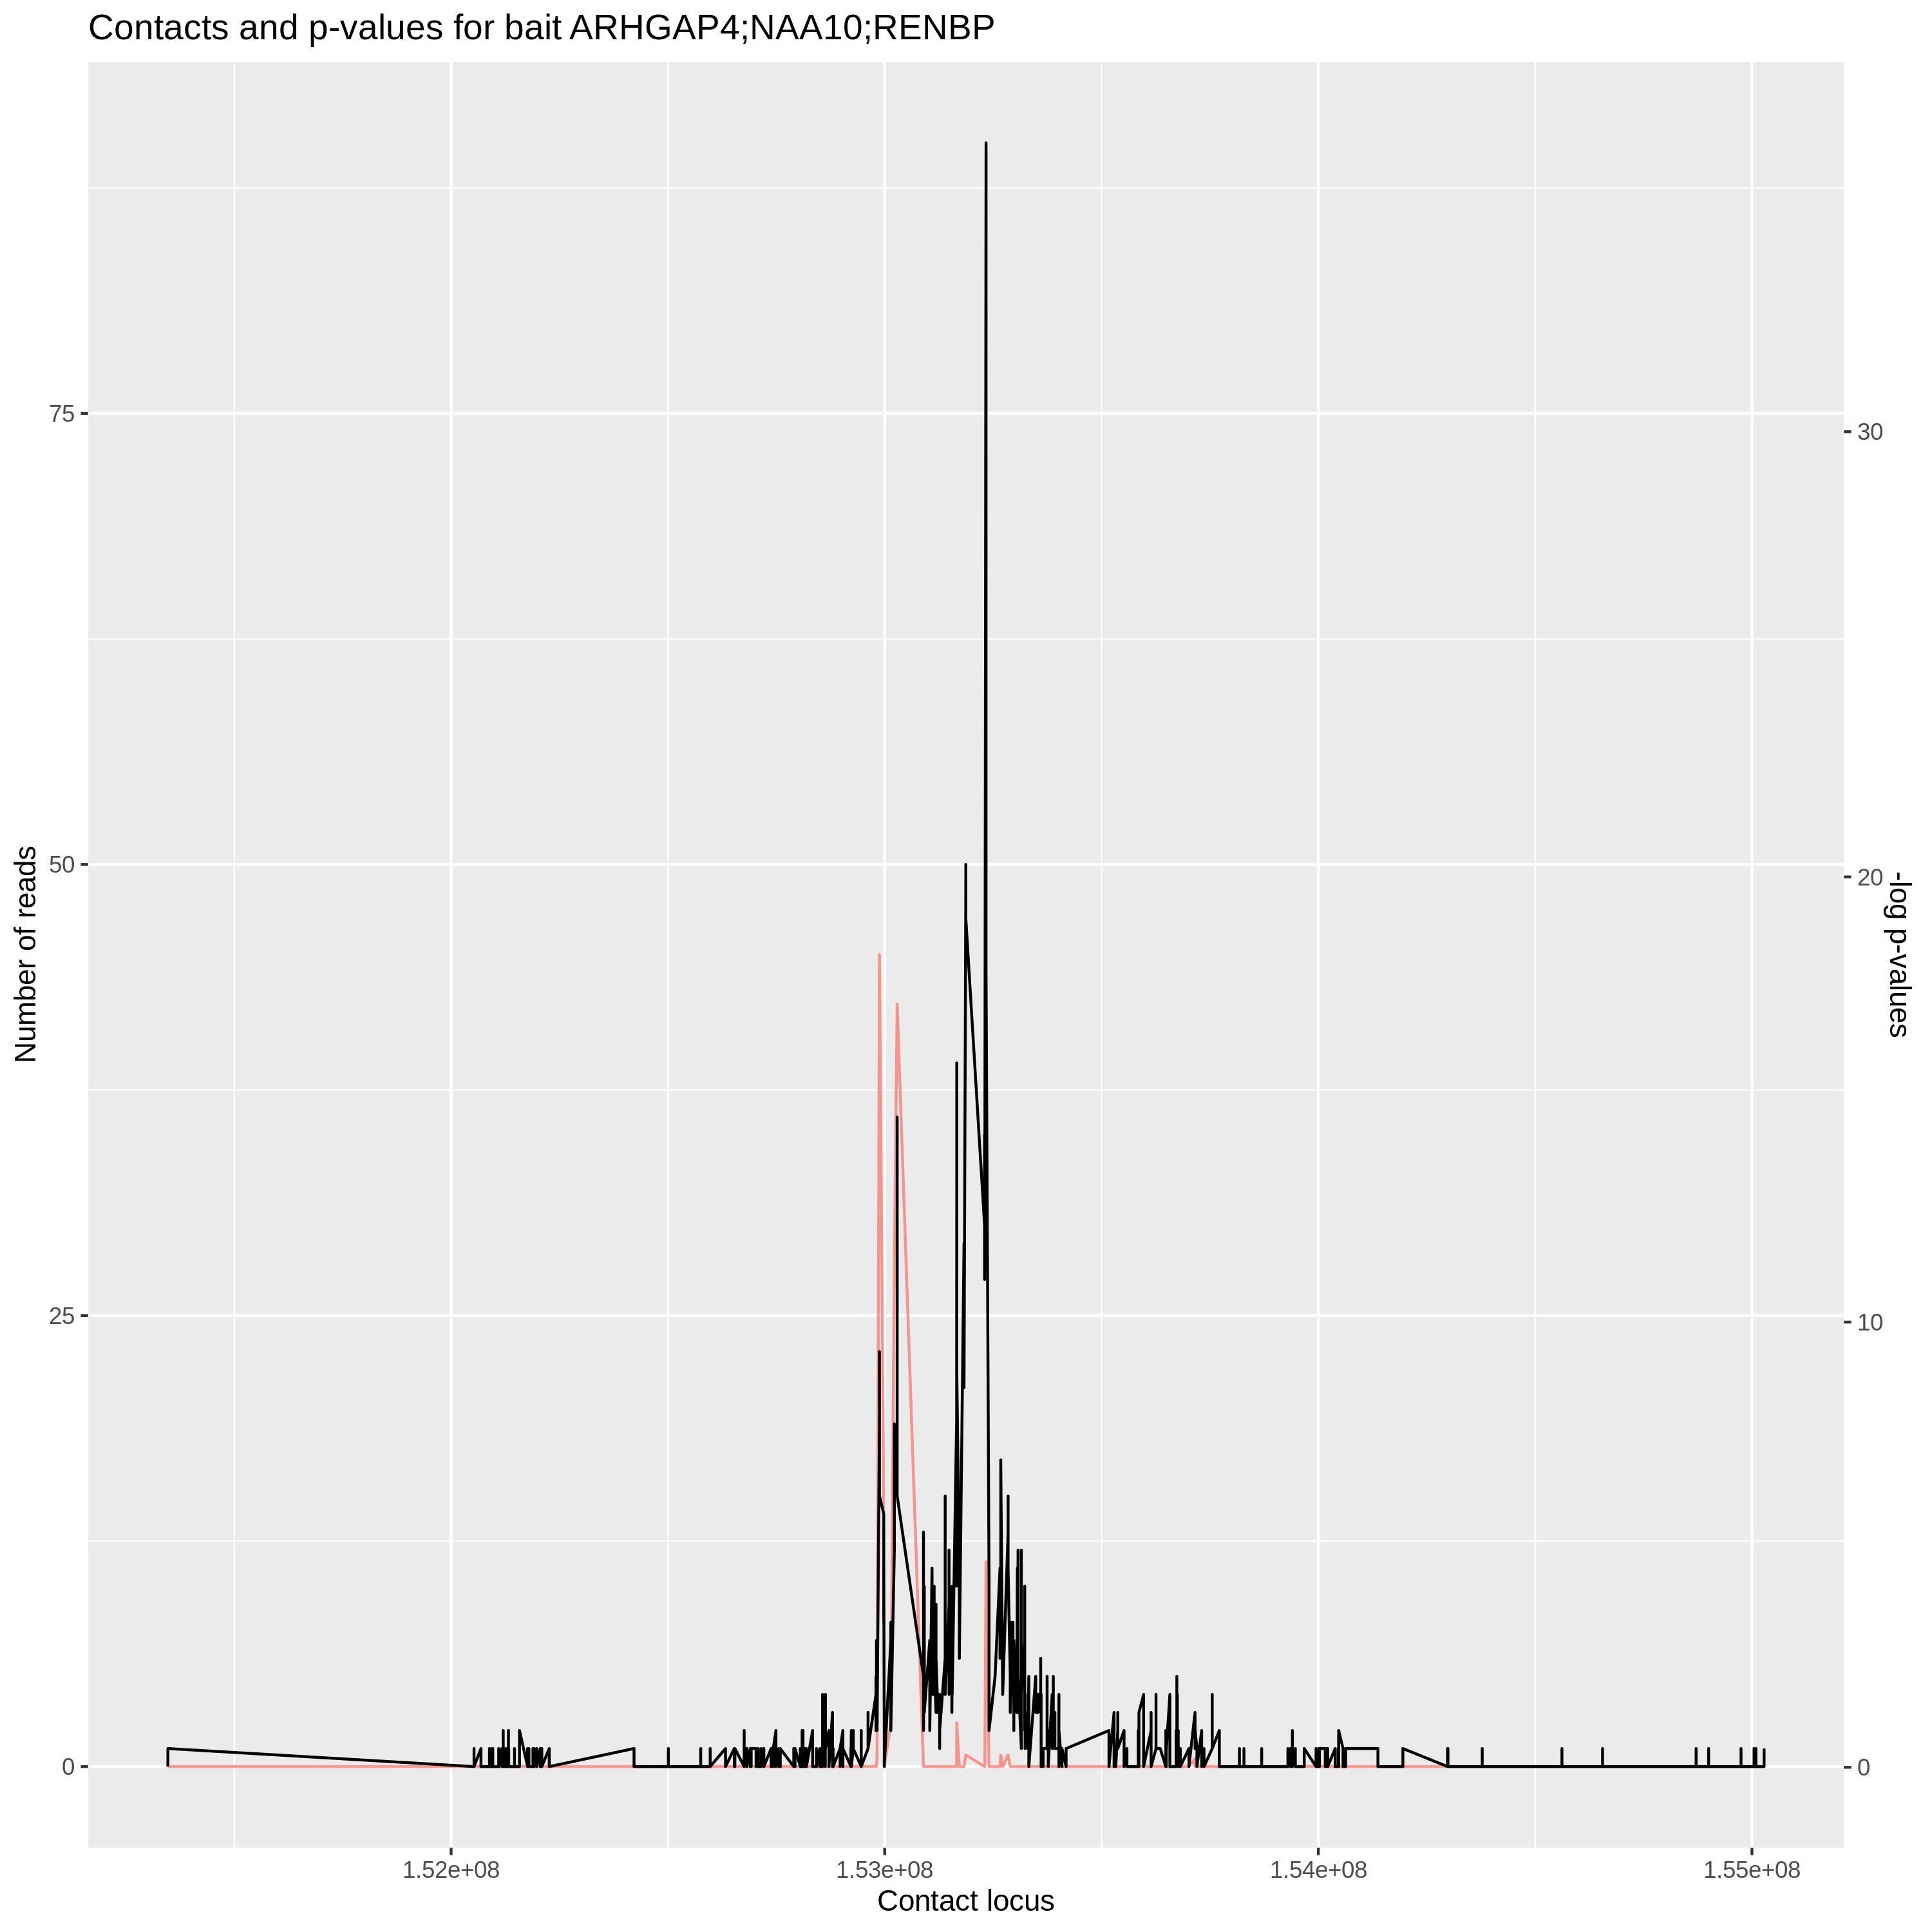 Contacts and p-values for bait ARHGAP4;NAA10;RENBP
75
50
25
0
30
20
10
0
Number of reads
-log p-values
1.52e+08 1.53e+08 1.54e+08 1.55e+08
Contact locus